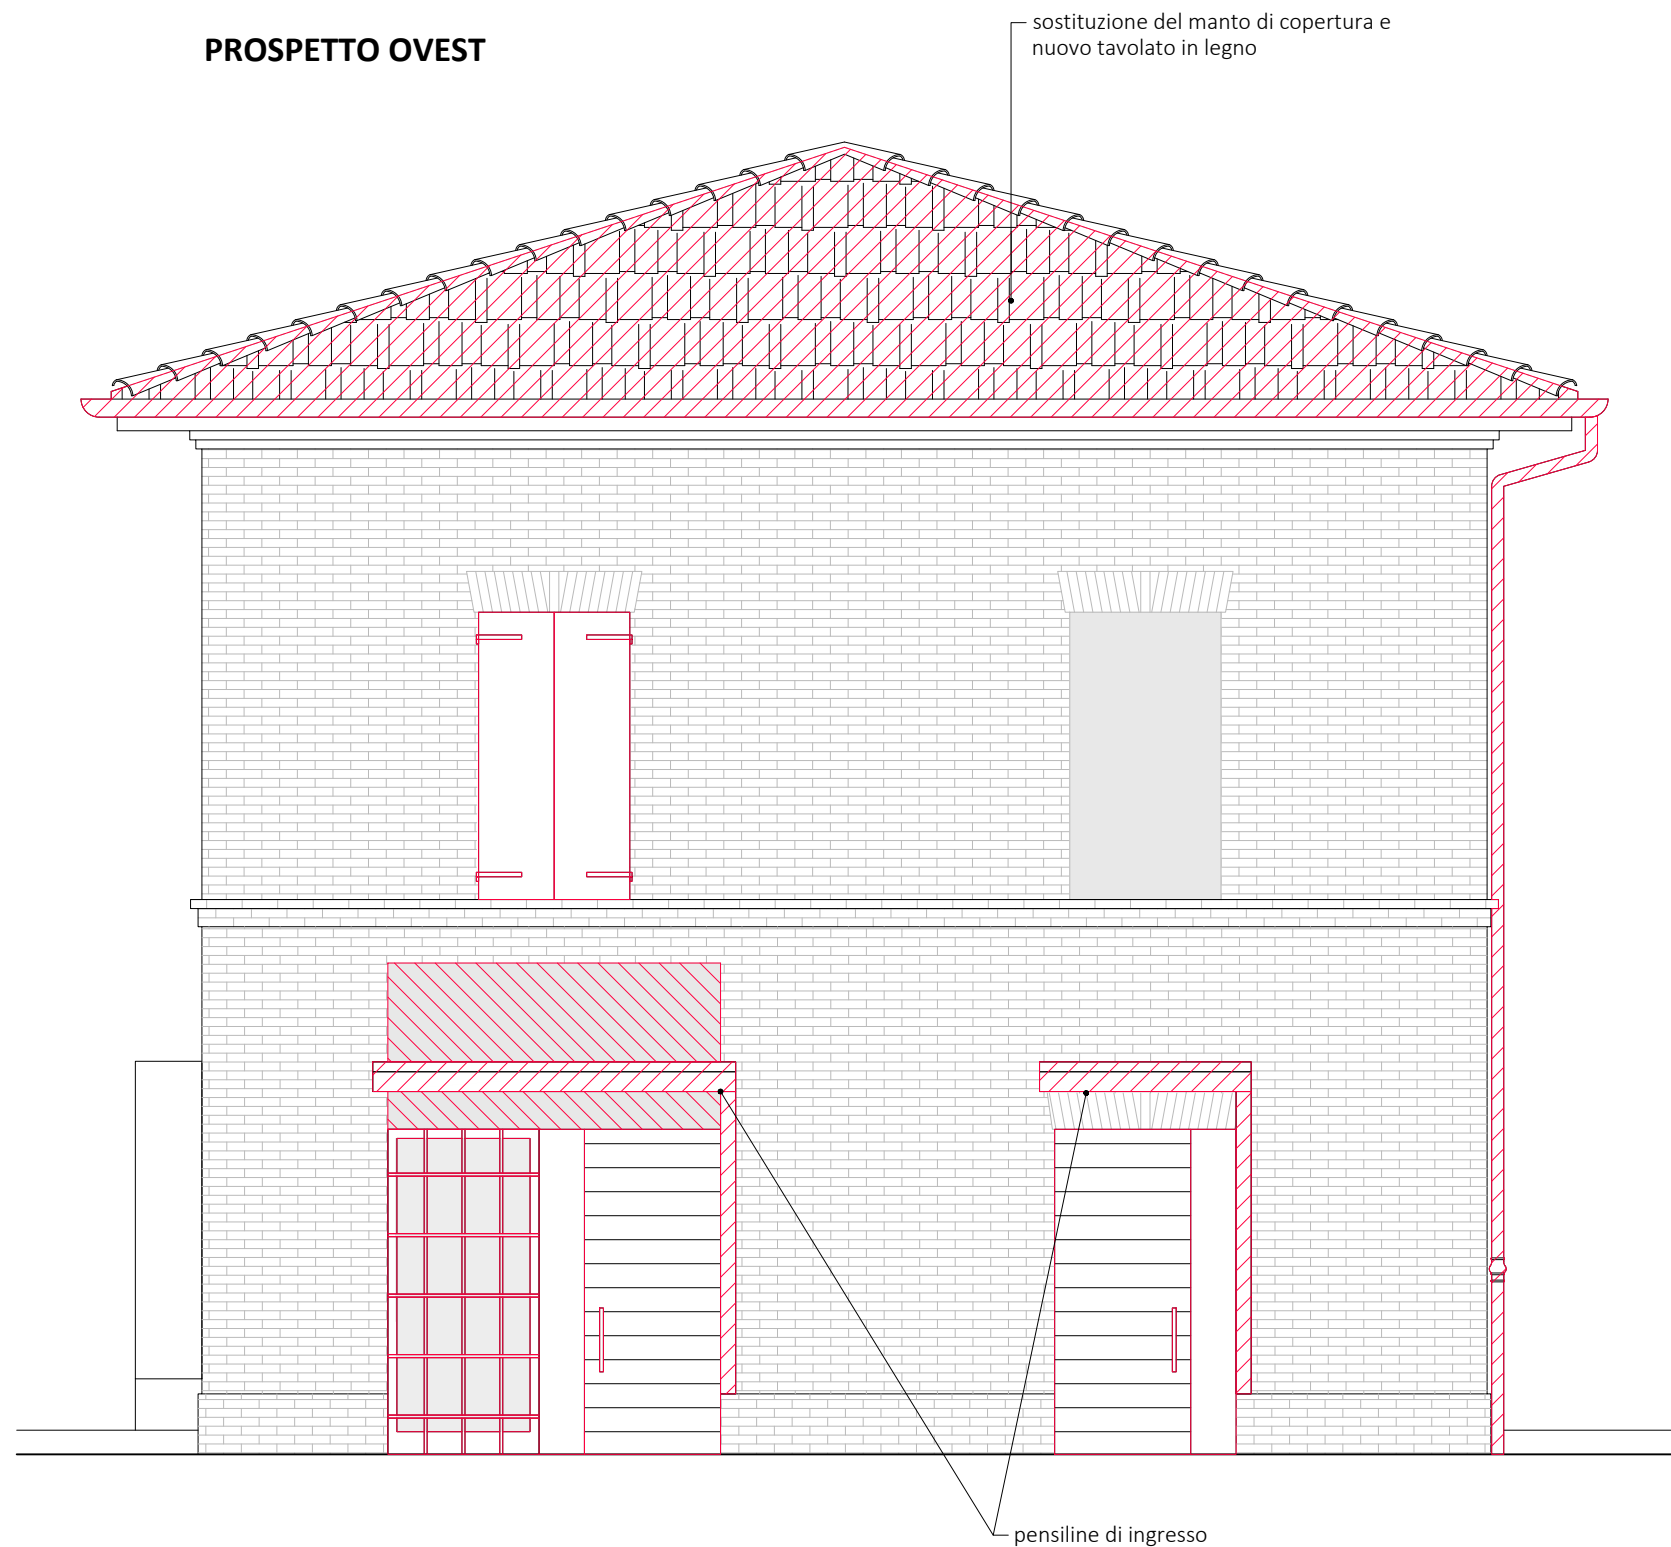 PROSPETTO OVEST
sostituzione del manto di copertura e
nuovo tavolato in legno
pensiline di ingresso